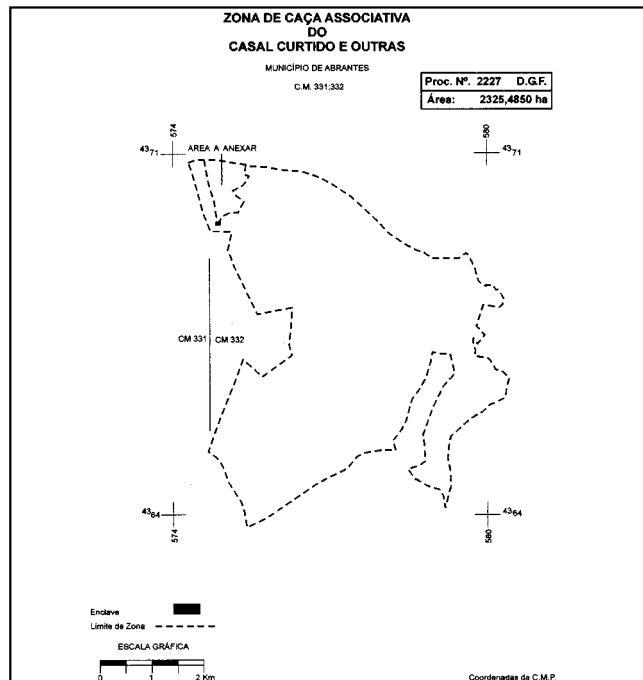 ZONA DE CAÇA ASSOCIATIVA
DO
CASAL CURTIDO E OUTRAS
MUNICÍPIO DE ABRANTES
C.M. 331;332
Proc. Nº. 2227 D.G.F.
Área: 2325,4850 ha
574
580
4371
AREA A ANEXAR
4371
CM 331
CM 332
4364
4364
574
580
Enclave
Limite de Zona
ESCALA GRÁFICA
0 1 2 Km
Coordenadas da C.M.P.